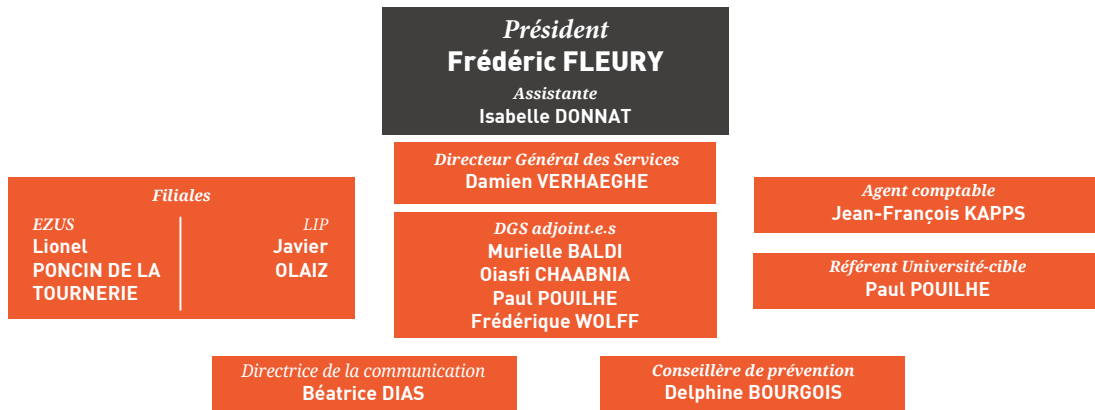 Président
Frédéric FLEURY
Assistante
Isabelle DONNAT
Directeur Général des Services
Damien VERHAEGHE
Filiales
EZUS
Lionel
PONCIN DE LA
TOURNERIE
LIP
Javier
OLAIZ
DGS adjoint.e.s
Murielle BALDI
Oiasfi CHAABNIA
Paul POUILHE
Frédérique WOLFF
Agent comptable
Jean-François KAPPS
Référent Université-cible
Paul POUILHE
Directrice de la communication
Béatrice DIAS
Conseillère de prévention
Delphine BOURGOIS